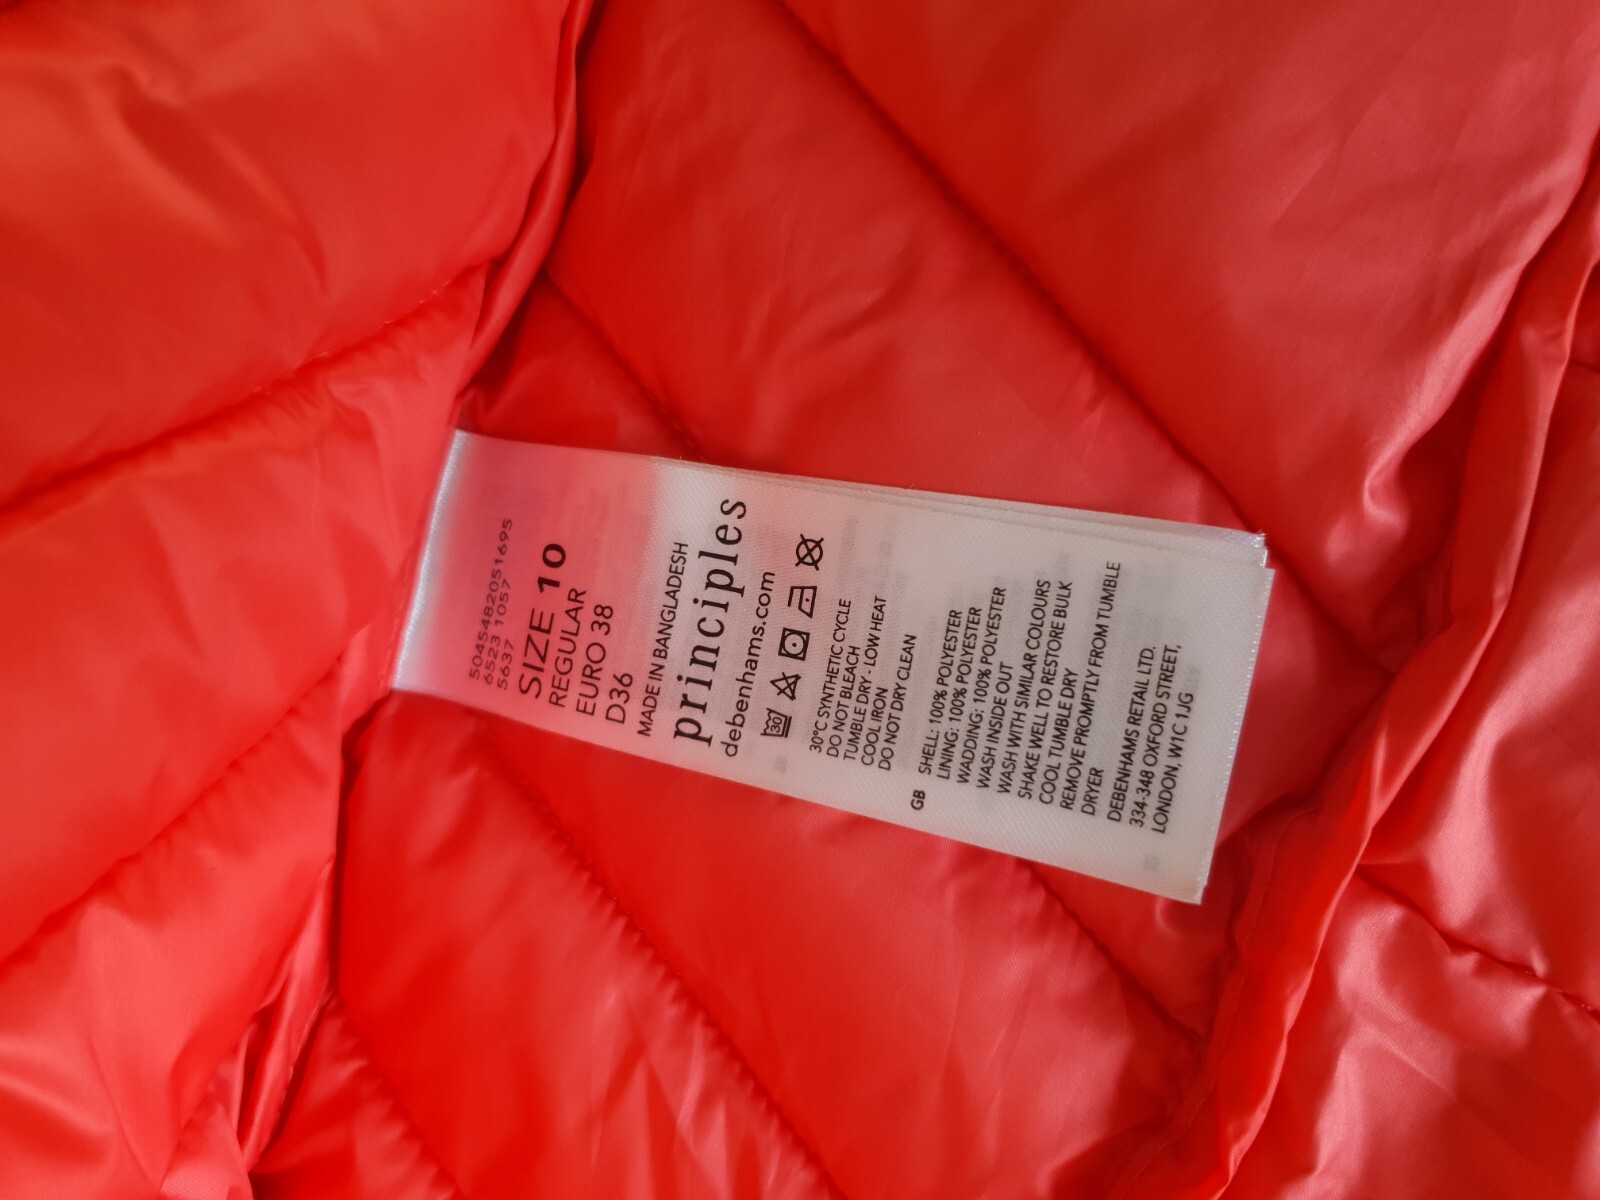 5045482051695
6523 1057
5637
SIZE 10
REGULAR
EURO 38
D36
MADE IN BANGLADESH
principles
debenhams.com
30
30°C SYNTHETIC CYCLE
DO NOT BLEACH
TUMBLE DRY - LOW HEAT
COOL IRON
DO NOT DRY CLEAN
GB SHELL: 100% POLYESTER
LINING: 100% POLYESTER
WADDING: 100% POLYESTER
WASH INSIDE OUT
WASH WITH SIMILAR COLOURS
SHAKE WELL TO RESTORE BULK
COOL TUMBLE DRY
REMOVE PROMPTLY FROM TUMBLE
DRYER
DEBENHAMS RETAIL LTD.
334-348 OXFORD STREET,
LONDON, W1C 1JG